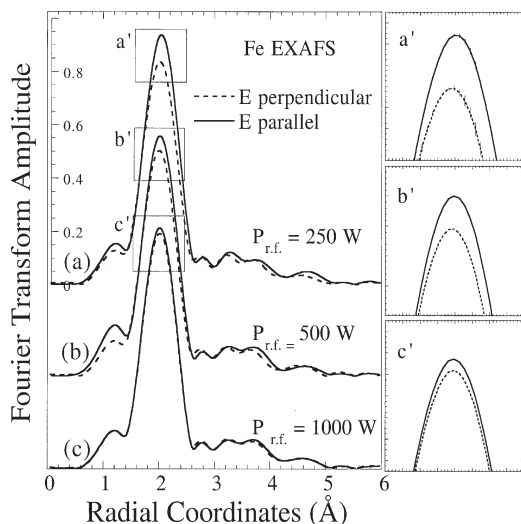 a'
Fe EXAFS
E perpendicular
E parallel
b'
c'
(a)
P r.f. = 250 W
(b)
P r.f. = 500 W
(c)
P r.f. = 1000 W
0.8
0.6
0.4
0.2
0
0 1 2 3 4 5 6
Fourier Transform Amplitude
Radial Coordinates (Å)
a'
b'
c'